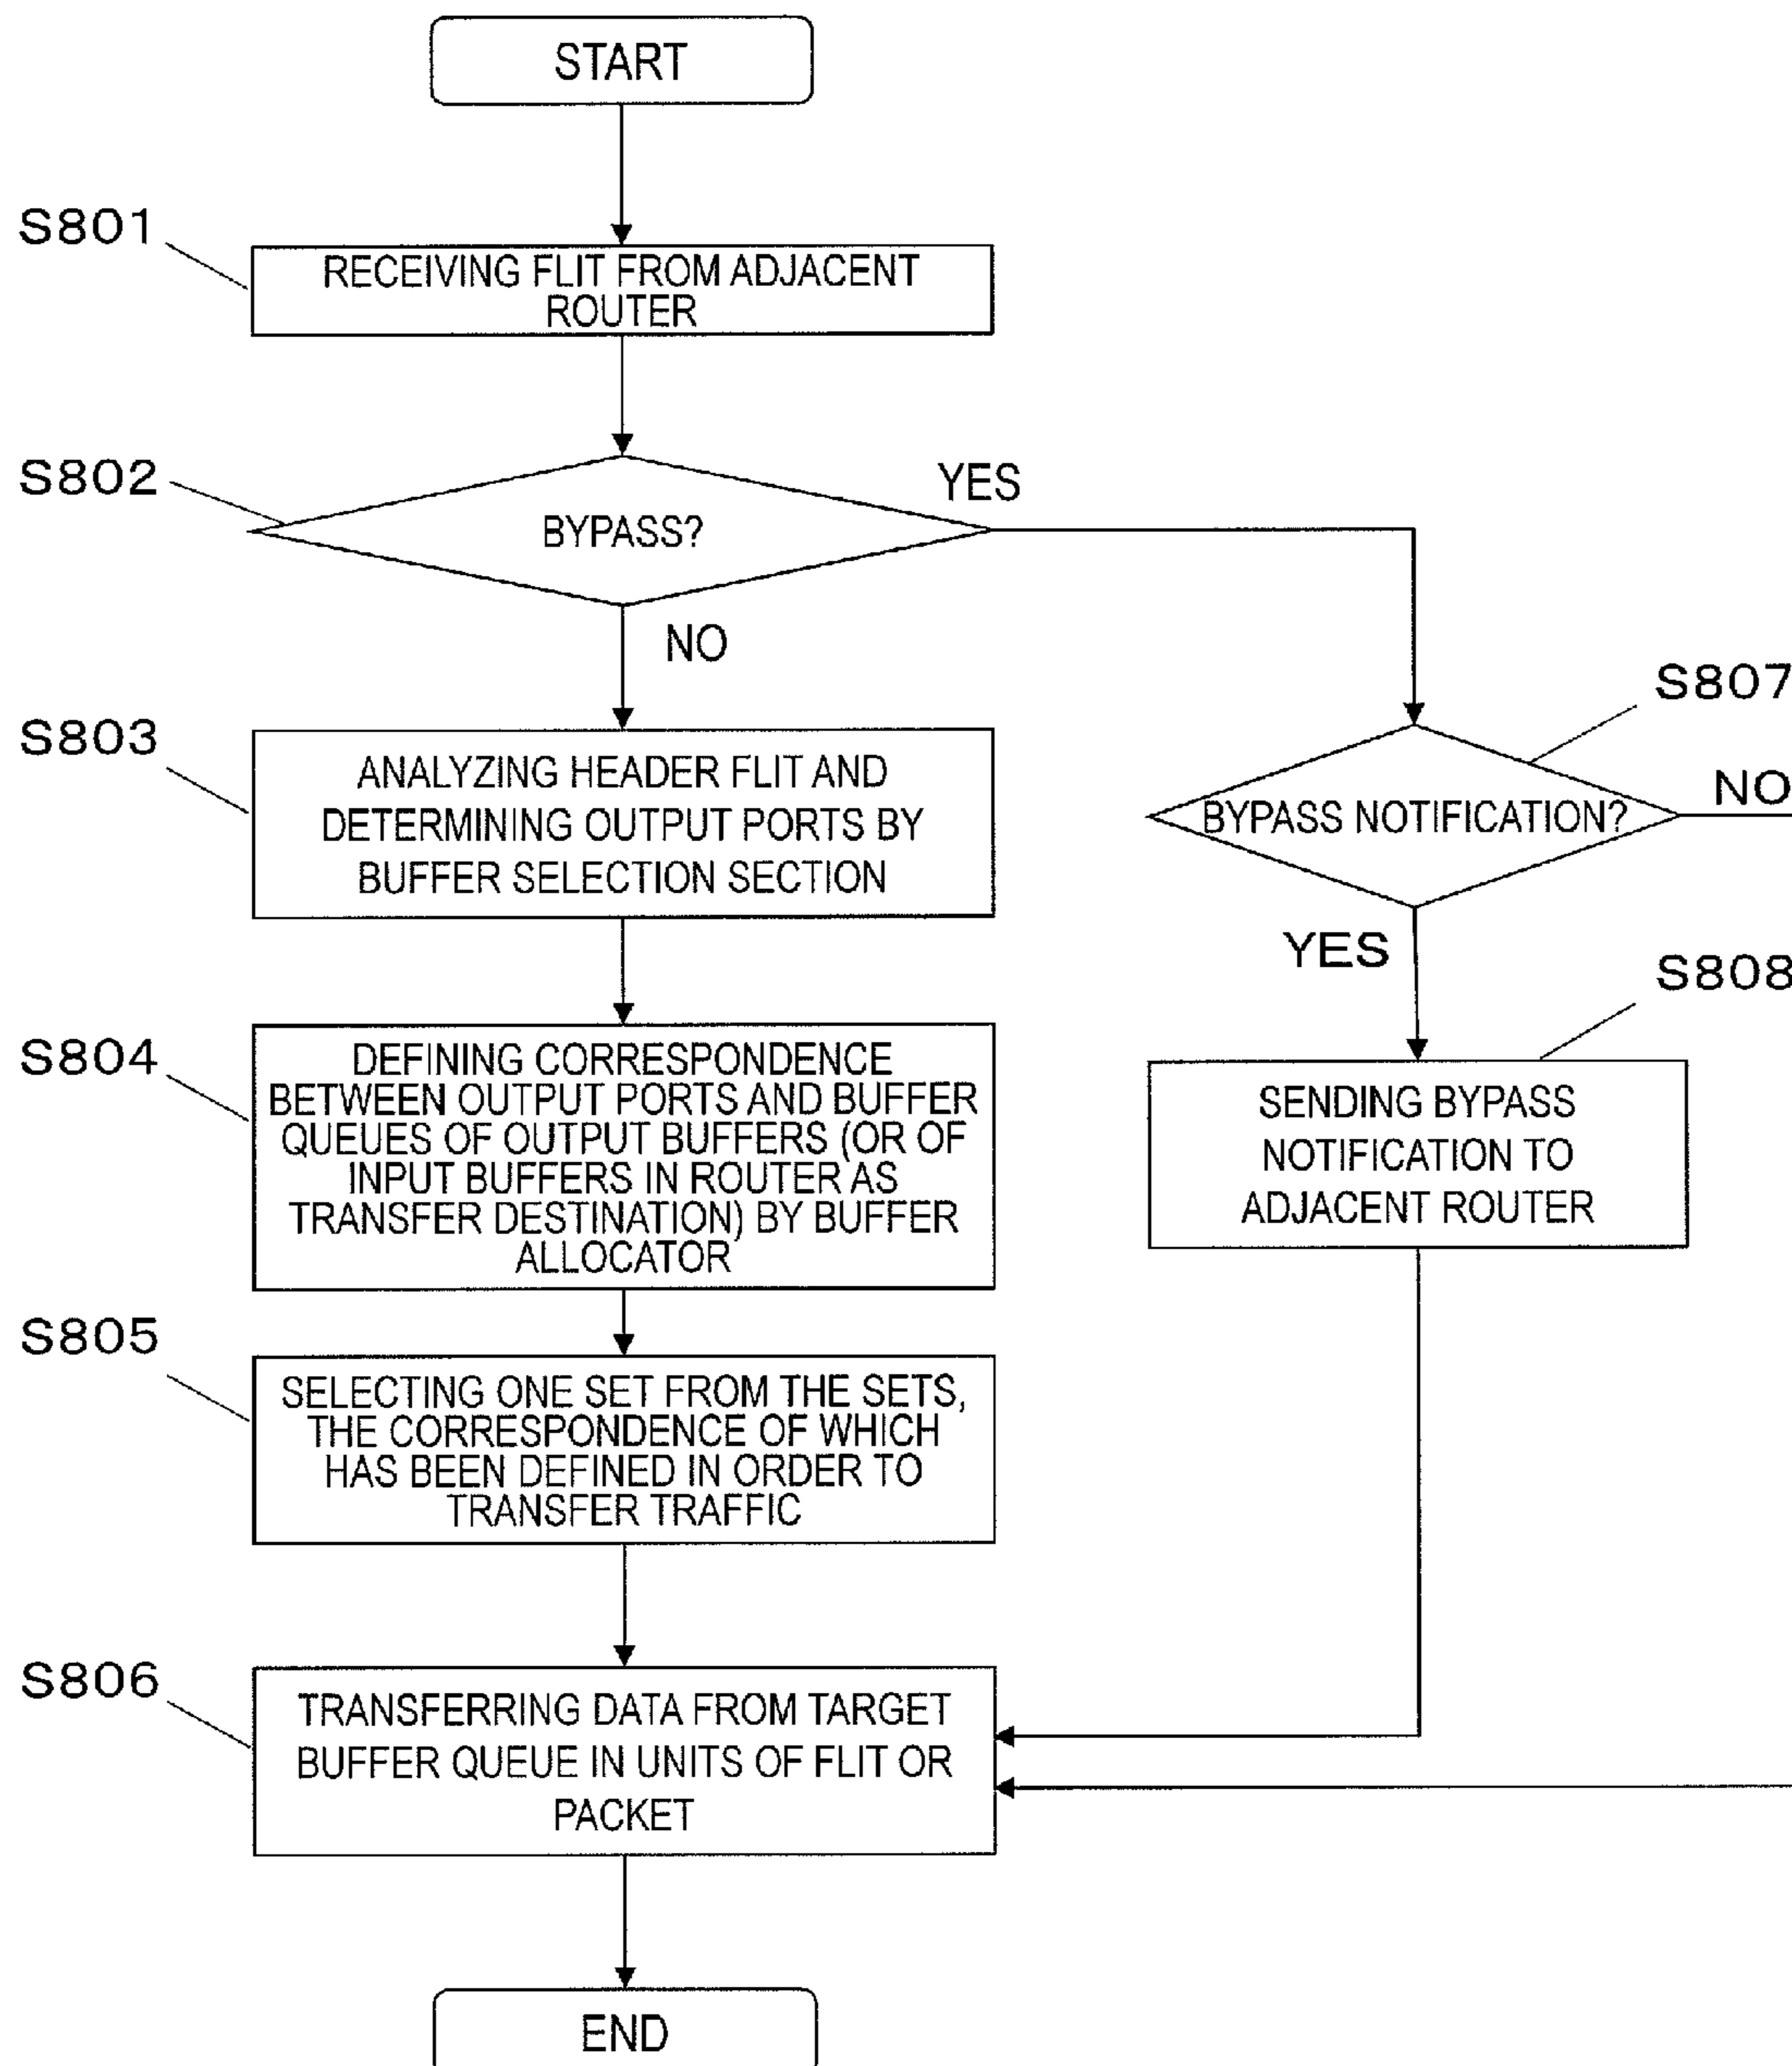 START
S801
RECEIVING FLIT FROM ADJACENT
ROUTER
S802
BYPASS?
YES
NO
S803
ANALYZING HEADER FLIT AND
DETERMINING OUTPUT PORTS BY
BUFFER SELECTION SECTION
S807
BYPASS NOTIFICATION?
NO
YES
S804
DEFINING CORRESPONDENCE
BETWEEN OUTPUT PORTS AND BUFFER
QUEUES OF OUTPUT BUFFERS (OR OF
INPUT BUFFERS IN ROUTER AS
TRANSFER DESTINATION) BY BUFFER
ALLOCATOR
S808
SENDING BYPASS
NOTIFICATION TO
ADJACENT ROUTER
S805
SELECTING ONE SET FROM THE SETS,
THE CORRESPONDENCE OF WHICH
HAS BEEN DEFINED IN ORDER TO
TRANSFER TRAFFIC
S806
TRANSFERRING DATA FROM TARGET
BUFFER QUEUE IN UNITS OF FLIT OR
PACKET
END